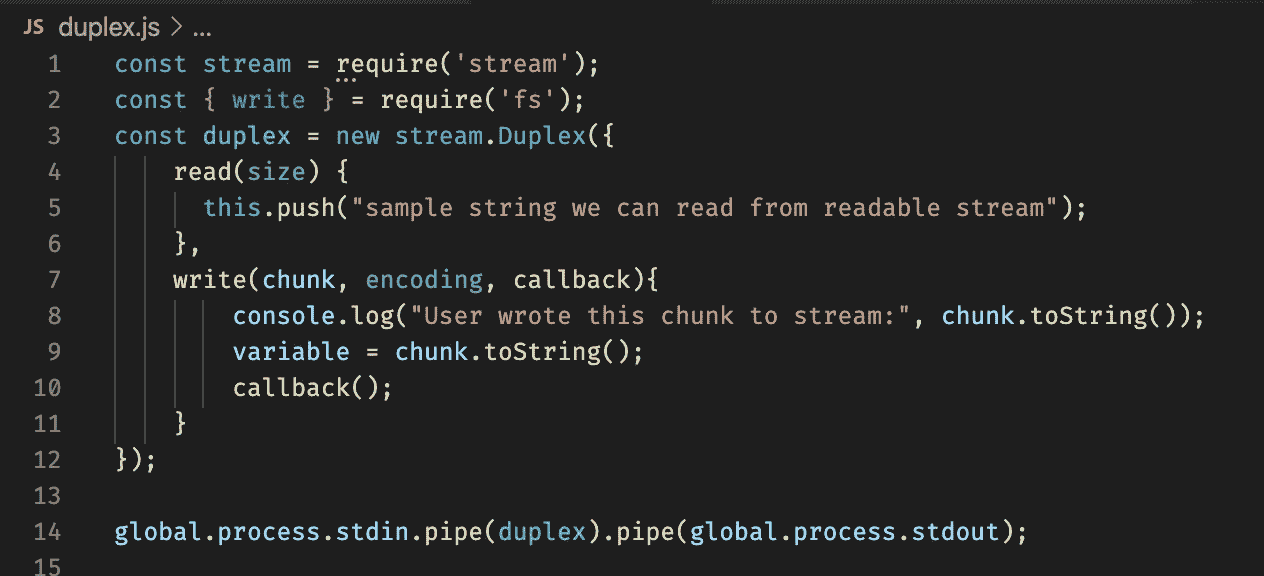 JS duplex.js > ...
1 const stream = require('stream');
2 const { write } = require('fs');
3 const duplex = new stream.Duplex({
4 read(size) {
5 this.push("sample string we can read from readable stream");
6 },
7 write(chunk, encoding, callback){
8 console.log("User wrote this chunk to stream:", chunk.toString());
9 variable = chunk.toString();
10 callback();
11 }
12 });
13
14 global.process.stdin.pipe(duplex).pipe(global.process.stdout);
15